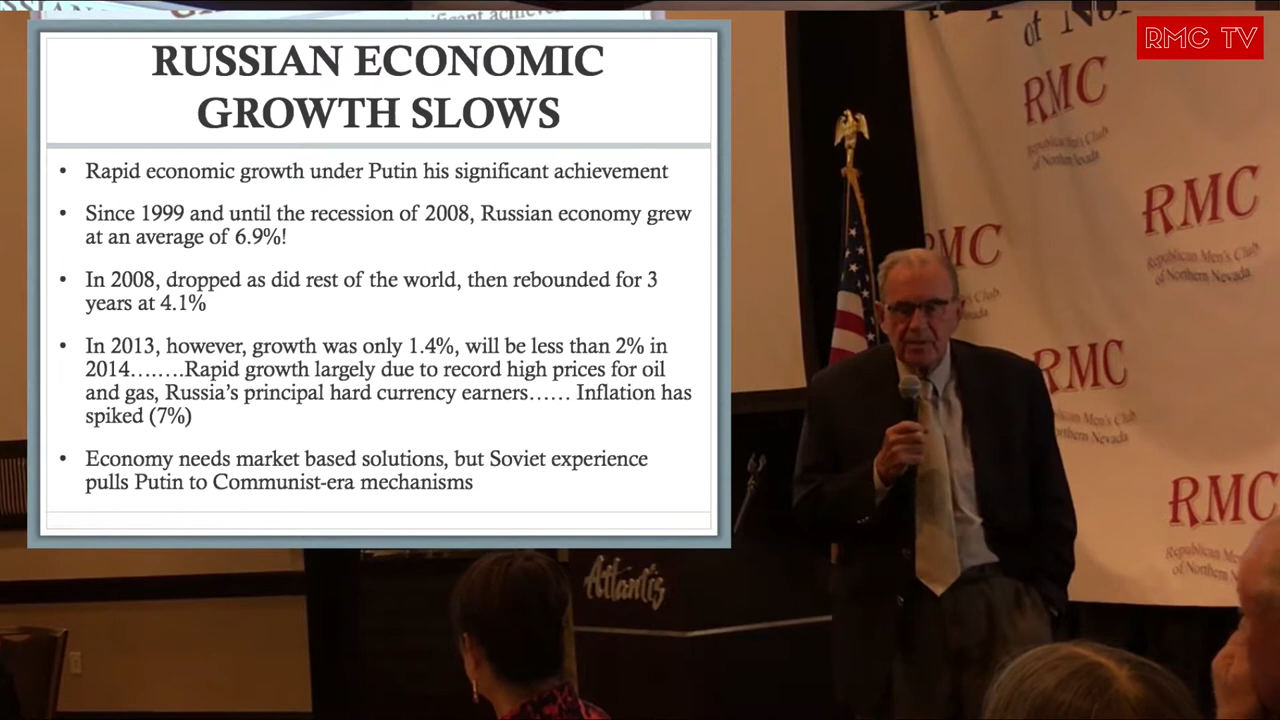 RUSSIAN ECONOMIC
GROWTH SLOWS
• Rapid economic growth under Putin his significant achievement
• Since 1999 and until the recession of 2008, Russian economy grew
at an average of 6.9%!
• In 2008, dropped as did rest of the world, then rebounded for 3
years at 4.1%
• In 2013, however, growth was only 1.4%, will be less than 2% in
2014……..Rapid growth largely due to record high prices for oil
and gas, Russia’s principal hard currency earners…… Inflation has
spiked (7%)
• Economy needs market based solutions, but Soviet experience
pulls Putin to Communist-era mechanisms
RMC TV
RMC
Republican Men's Club
of Northern Nevada
RMC
Republican Men's Club
of Northern Nevada
MC
's Club
RMC
Men's Club
Northern Nevada
RMC
Republican Men's
of Northern N
Atlantis